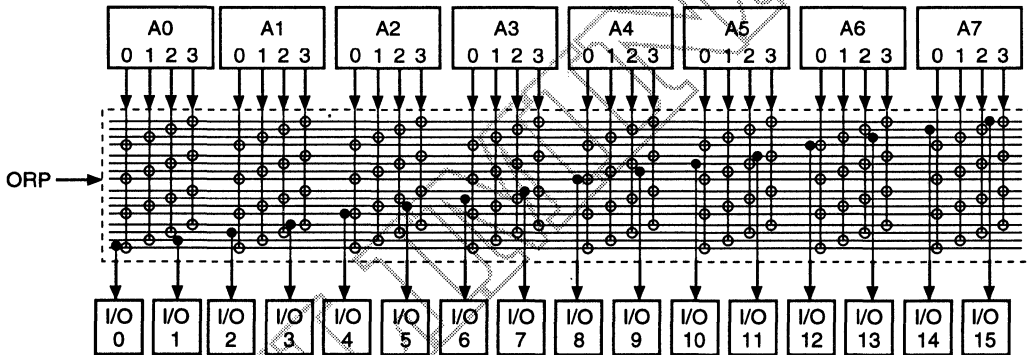 A0 A1 A2 A3 A4 A5 A6 A7
0 1 2 3 0 1 2 3 0 1 2 3 0 1 2 3 0 1 2 3 0 1 2 3 0 1 2 3 0 1 2 3
ORP
I/O I/O I/O I/O I/O I/O I/O I/O I/O I/O I/O I/O I/O I/O I/O I/O
0 1 2 3 4 5 6 7 8 9 10 11 12 13 14 15